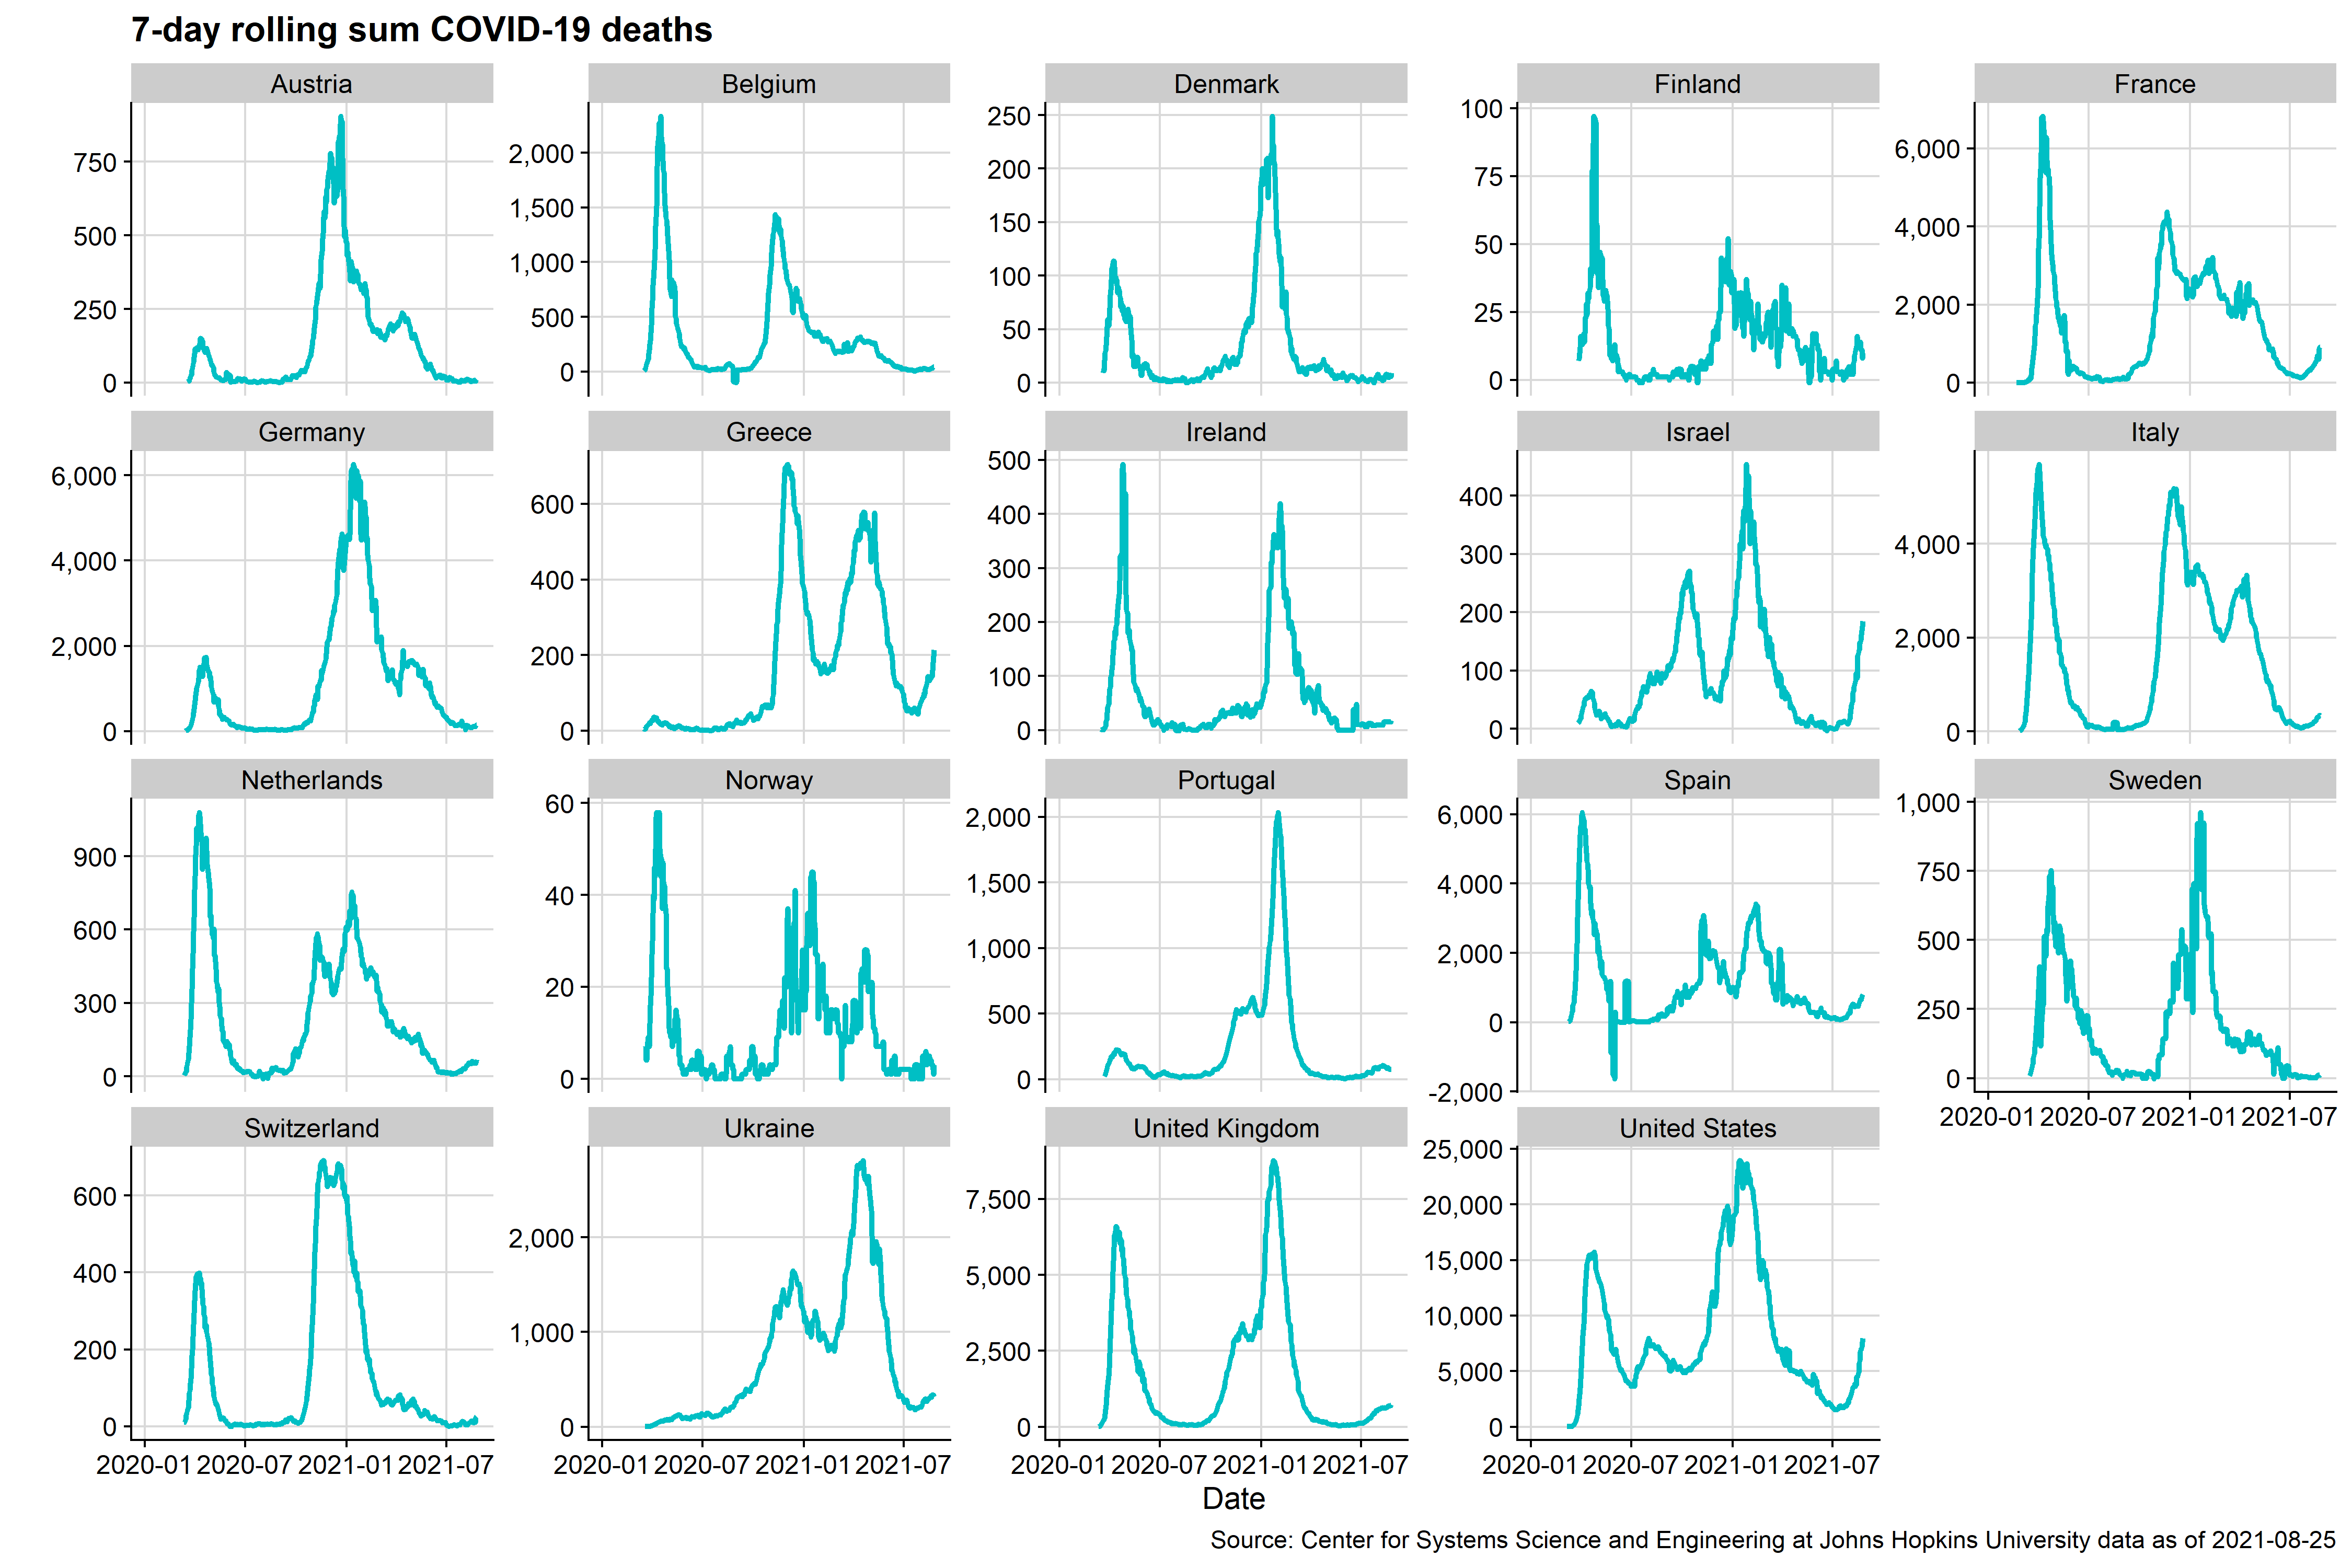 7-day rolling sum COVID-19 deaths
Austria Belgium Denmark Finland France
750 500 250 0
2,000 1,500 1,000 500 0
250 200 150 100 50 0
100 75 50 25 0
6,000 4,000 2,000 0
Germany Greece Ireland Israel Italy
6,000 4,000 2,000 0
600 400 200 0
500 400 300 200 100 0
400 300 200 100 0
4,000 2,000 0
Netherlands Norway Portugal Spain Sweden
900 600 300 0
60 40 20 0
2,000 1,500 1,000 500 0
6,000 4,000 2,000 0 -2,000
1,000 750 500 250 0
2020-01 2020-07 2021-01 2021-07
Switzerland Ukraine United Kingdom United States
600 400 200 0
2,000 1,000 0
7,500 5,000 2,500 0
25,000 20,000 15,000 10,000 5,000 0
2020-01 2020-07 2021-01 2021-07 2020-01 2020-07 2021-01 2021-07 2020-01 2020-07 2021-01 2021-07 2020-01 2020-07 2021-01 2021-07
Date
Source: Center for Systems Science and Engineering at Johns Hopkins University data as of 2021-08-25